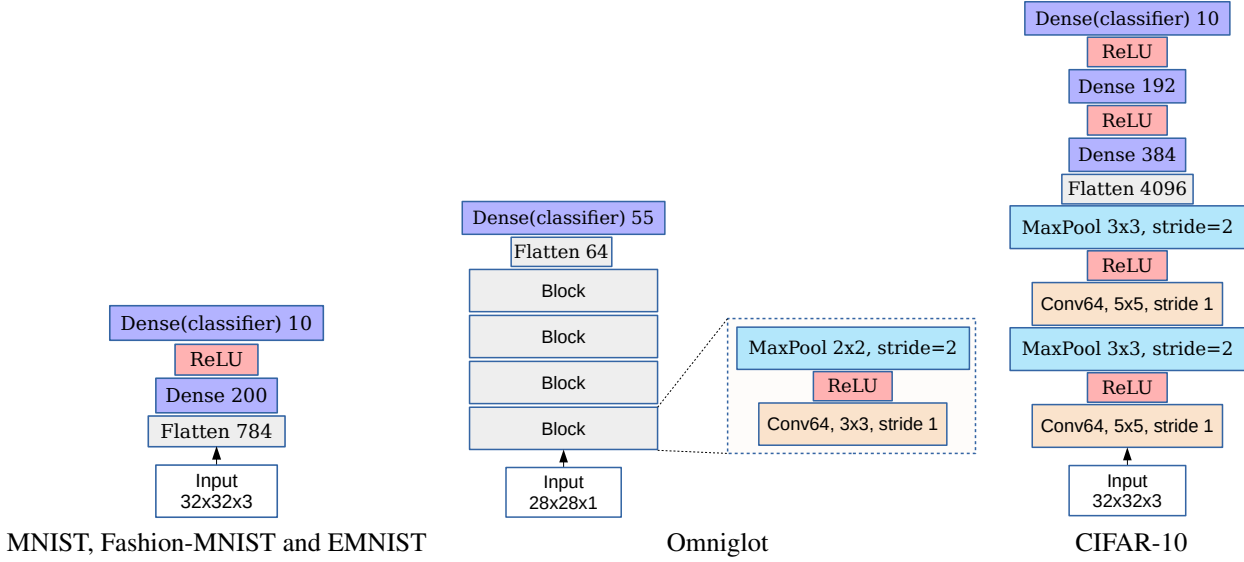 Dense(classifier) 10
ReLU
Dense 200
Flatten 784
Input
32x32x3
MNIST, Fashion-MNIST and EMNIST
Dense(classifier) 55
Flatten 64
Block
Block
Block
Block
Input
28x28x1
MaxPool 2x2, stride=2
ReLU
Conv64, 3x3, stride 1
Omniglot
Dense(classifier) 10
ReLU
Dense 192
ReLU
Dense 384
Flatten 4096
MaxPool 3x3, stride=2
ReLU
Conv64, 5x5, stride 1
MaxPool 3x3, stride=2
ReLU
Conv64, 5x5, stride 1
Input
32x32x3
CIFAR-10